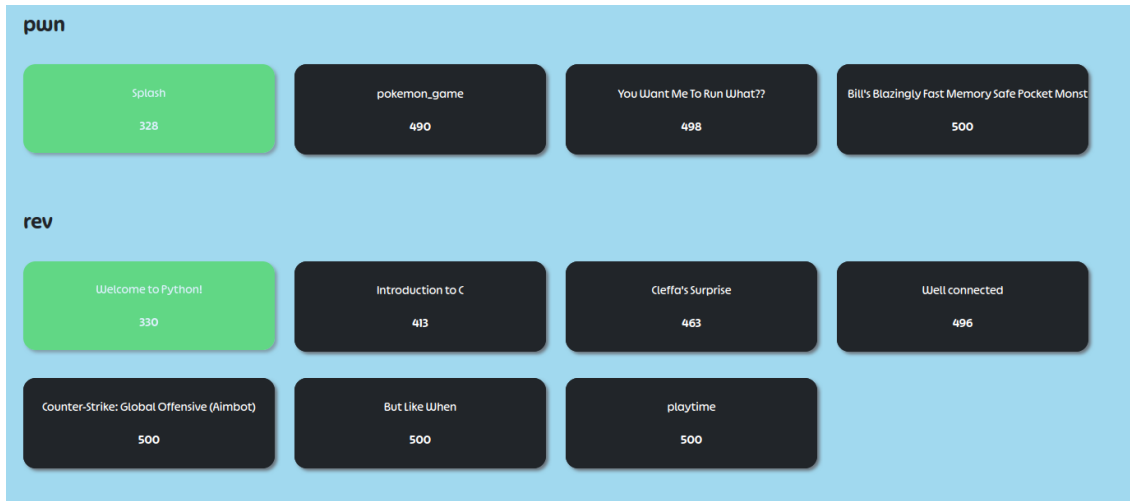 pwn
Splash
328
pokemon_game
490
You Want Me To Run What??
498
Bill's Blazingly Fast Memory Safe Pocket Monst
500
rev
Welcome to Python!
330
Introduction to C
413
Cleffa's Surprise
463
Well connected
496
Counter-Strike: Global Offensive (Aimbot)
500
But Like When
500
playtime
500